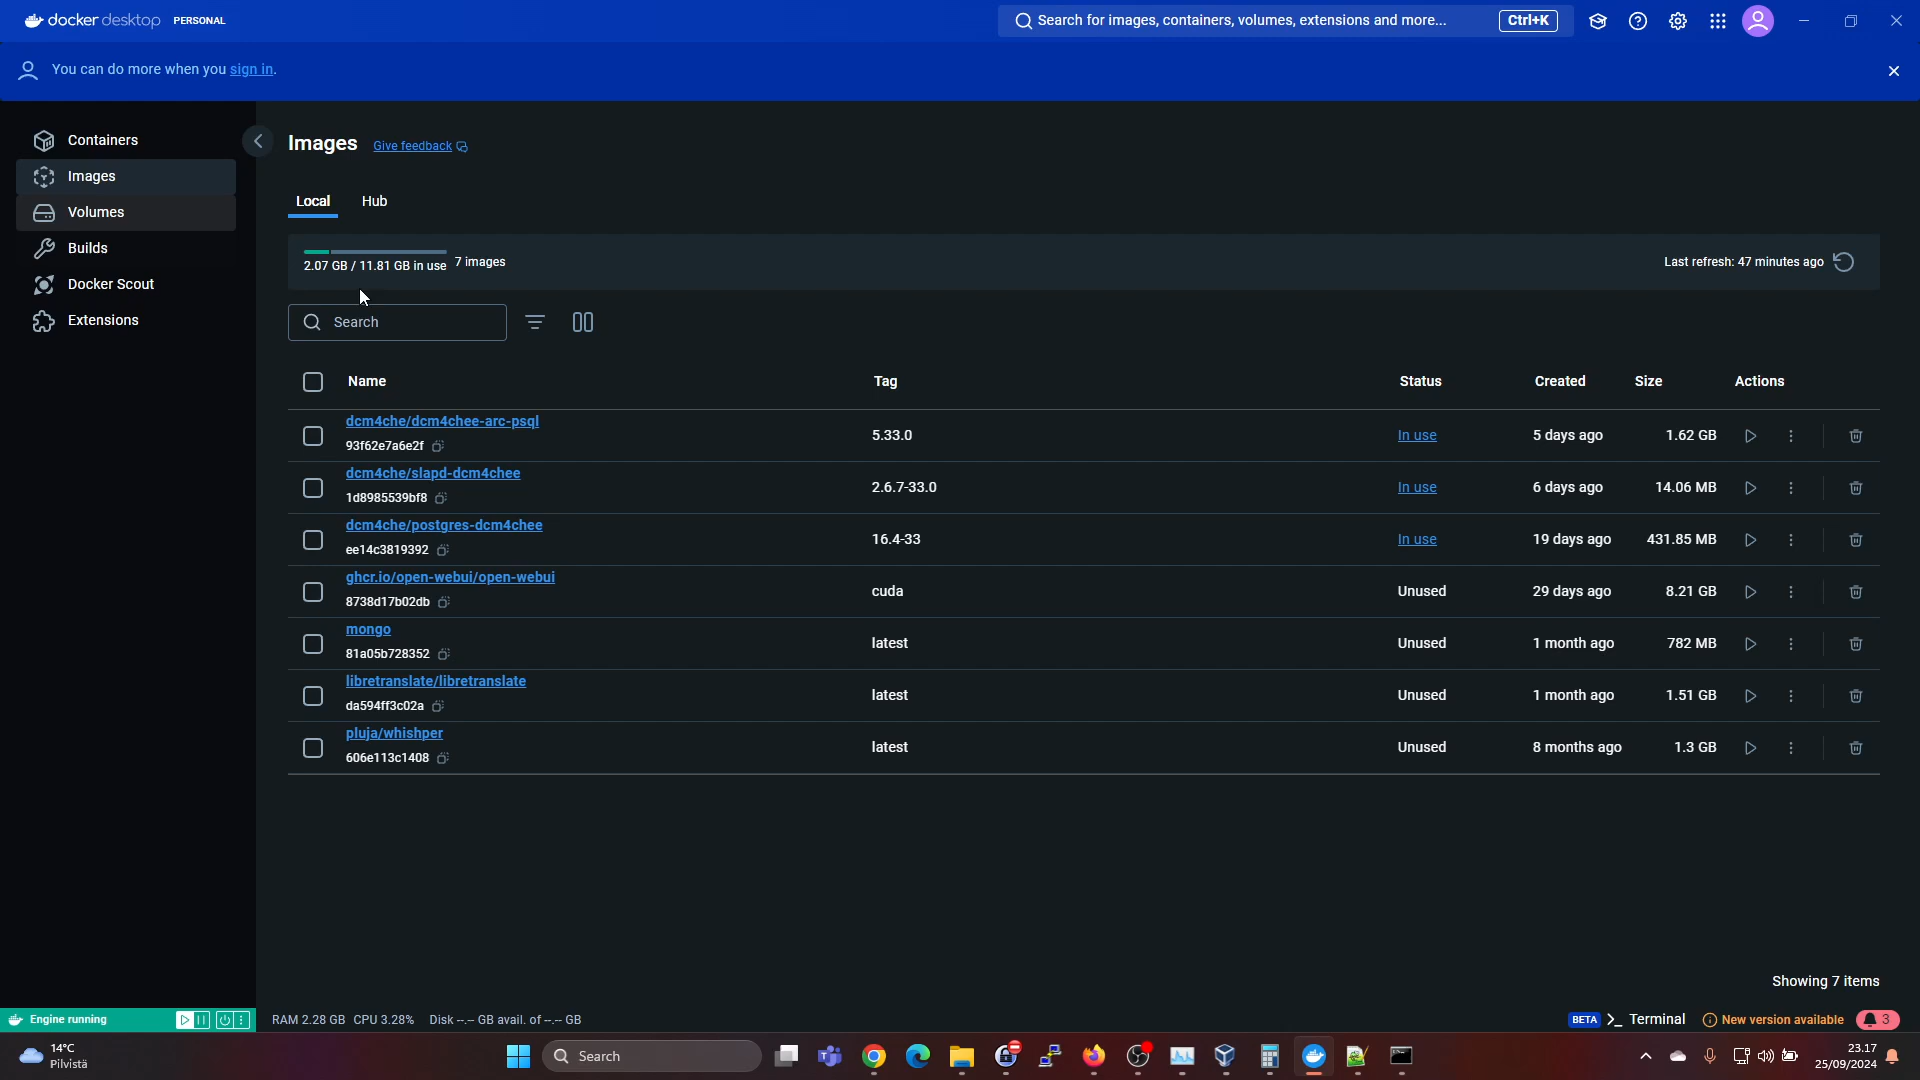 docker desktop PERSONAL
Search for images, containers, volumes, extensions and more... Ctrl+K
You can do more when you sign in.
Containers
Images
Volumes
Builds
Docker Scout
Extensions
Images Give feedback
Local Hub
2.07 GB / 11.81 GB in use 7 images
Last refresh: 47 minutes ago
Search
Name Tag Status Created Size Actions
dcm4che/dcm4chee-arc-psql
93f62e7a6e2f
5.33.0 In use 5 days ago 1.62 GB
dcm4che/slapd-dcm4chee
1d8985539bf8
2.6.7-33.0 In use 6 days ago 14.06 MB
dcm4che/postgres-dcm4chee
ee14c3819392
16.4-33 In use 19 days ago 431.85 MB
ghcr.io/open-webui/open-webui
8738d17b02db
cuda Unused 29 days ago 8.21 GB
mongo
81a05b728352
latest Unused 1 month ago 782 MB
libretranslate/libretranslate
da594ff3c02a
latest Unused 1 month ago 1.51 GB
pluja/whishper
606e113c1408
latest Unused 8 months ago 1.3 GB
Showing 7 items
Engine running
RAM 2.28 GB CPU 3.28% Disk --.-- GB avail. of --.-- GB
BETA >_ Terminal New version available 3
14°C
Pilvistä
Search
23.17
25/09/2024